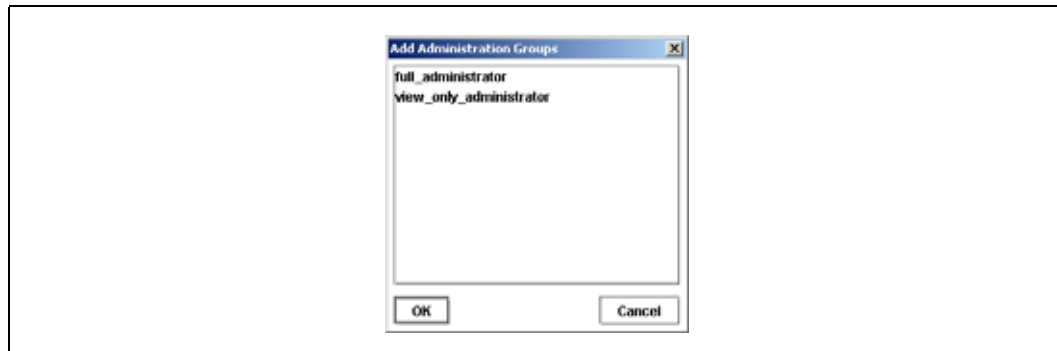 Add Administration Groups
full_administrator
view_only_administrator
OK
Cancel